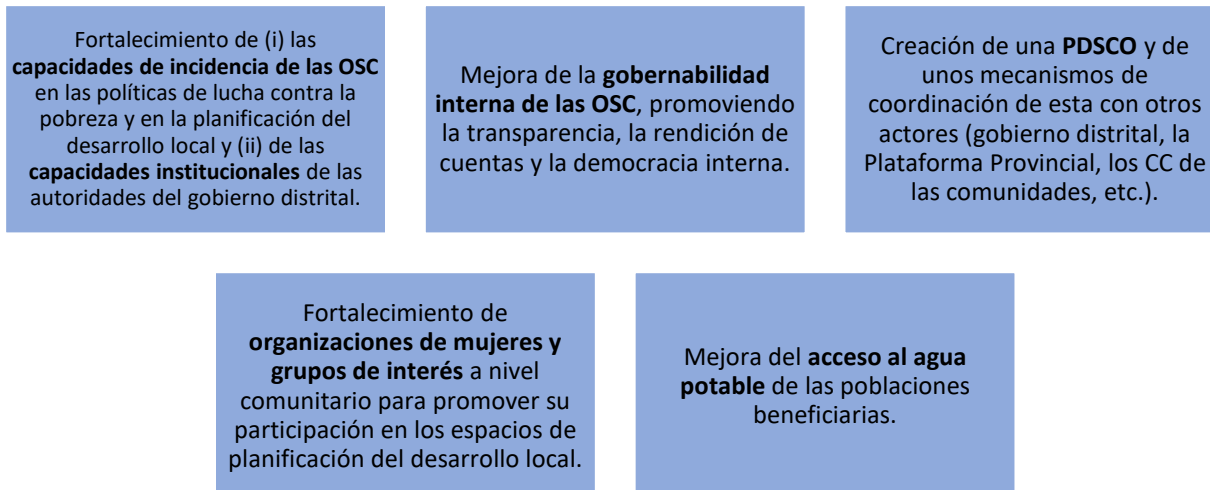 Fortalecimiento de (i) las
capacidades de incidencia de las OSC
en las políticas de lucha contra la
pobreza y en la planificación del
desarrollo local y (ii) de las
capacidades institucionales de las
autoridades del gobierno distrital.
Mejora de la gobernabilidad
interna de las OSC, promoviendo
la transparencia, la rendición de
cuentas y la democracia interna.
Creación de una PDSCO y de
unos mecanismos de
coordinación de esta con otros
actores (gobierno distrital, la
Plataforma Provincial, los CC de
las comunidades, etc.).
Fortalecimiento de
organizaciones de mujeres y
grupos de interés a nivel
comunitario para promover su
participación en los espacios de
planificación del desarrollo local.
Mejora del acceso al agua
potable de las poblaciones
beneficiarias.